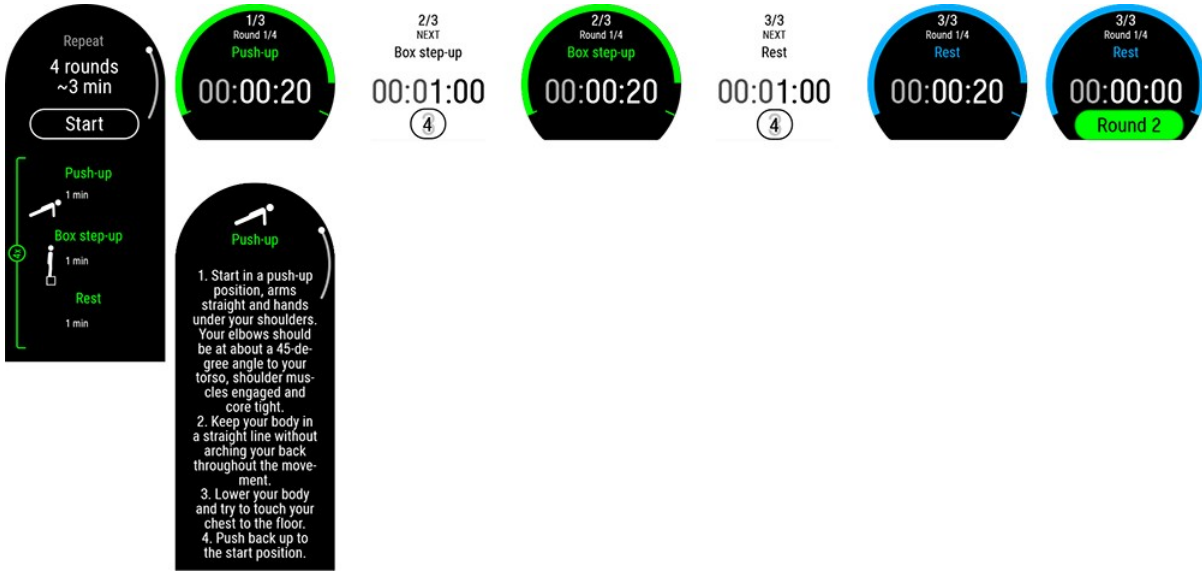 Repeat
4 rounds
~3 min
Start
4x
Push-up
1 min
Box step-up
1 min
Rest
1 min
1/3
Round 1/4
Push-up
00:00:20
2/3
NEXT
Box step-up
00:01:00
4
2/3
Round 1/4
Box step-up
00:00:20
3/3
NEXT
Rest
00:01:00
4
3/3
Round 1/4
Rest
00:00:20
3/3
Round 1/4
Rest
00:00:00
Round 2
Push-up
1. Start in a push-up
position, arms
straight and hands
under your shoulders.
Your elbows should
be at about a 45-de-
gree angle to your
torso, shoulder mus-
cles engaged and
core tight.
2. Keep your body in
a straight line without
arching your back
throughout the move-
ment.
3. Lower your body
and try to touch your
chest to the floor.
4. Push back up to
the start position.